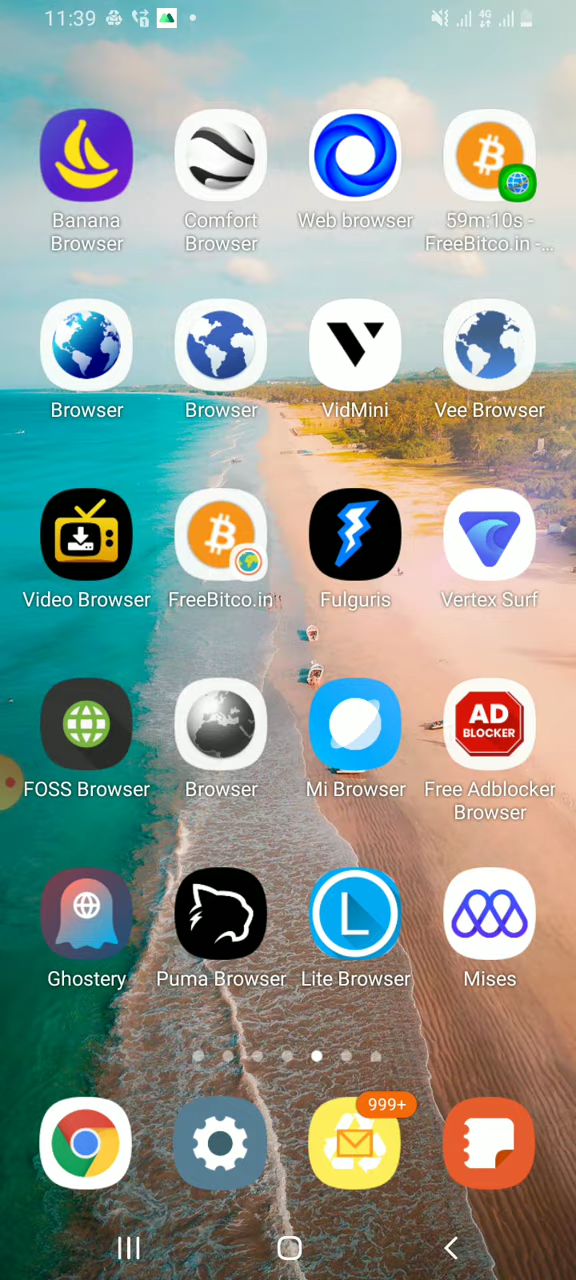 11:39
4G
Banana
Browser
Comfort
Browser
Web browser
59m:10s -
FreeBitco.in -...
Browser
Browser
VidMini
Vee Browser
Video Browser
FreeBitco.in
Fulguris
Vertex Surf
FOSS Browser
Browser
Mi Browser
AD
BLOCKER
Free Adblocker
Browser
Ghostery
Puma Browser
L
Lite Browser
Mises
999+